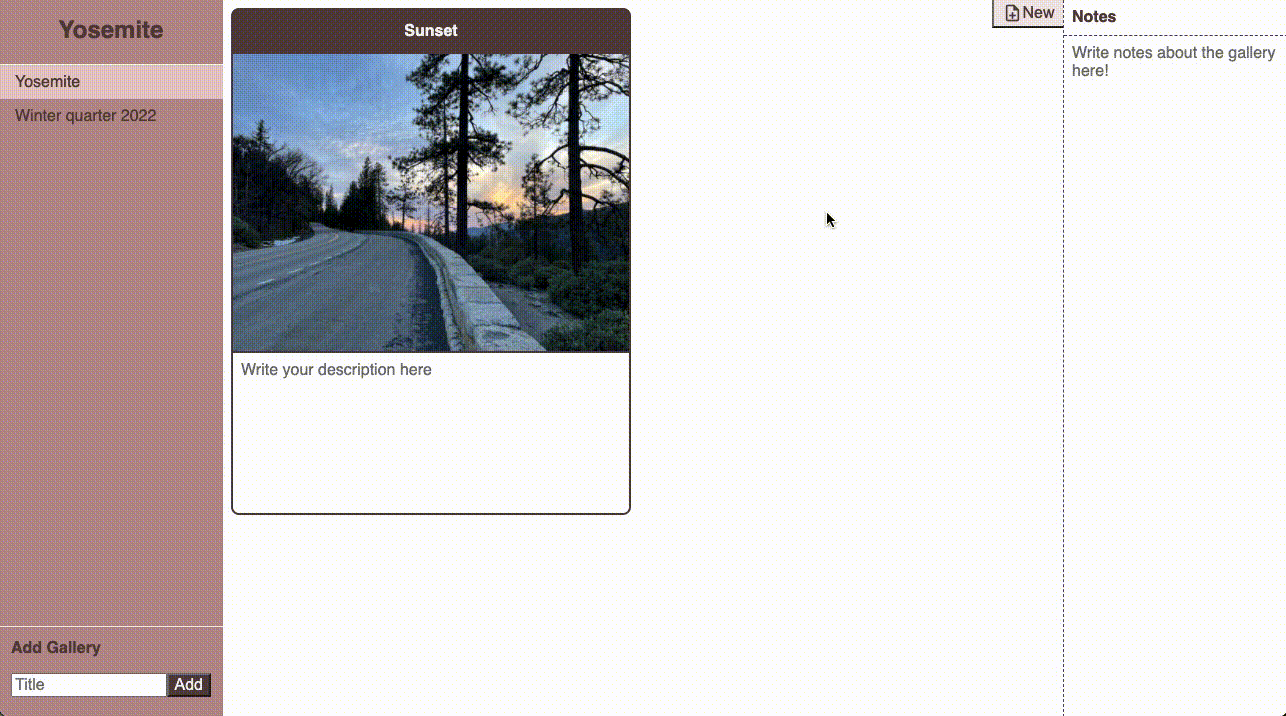 Yosemite
Yosemite
Winter quarter 2022
Add Gallery
Title
Add
Sunset
Write your description here
New
Notes
Write notes about the gallery
here!